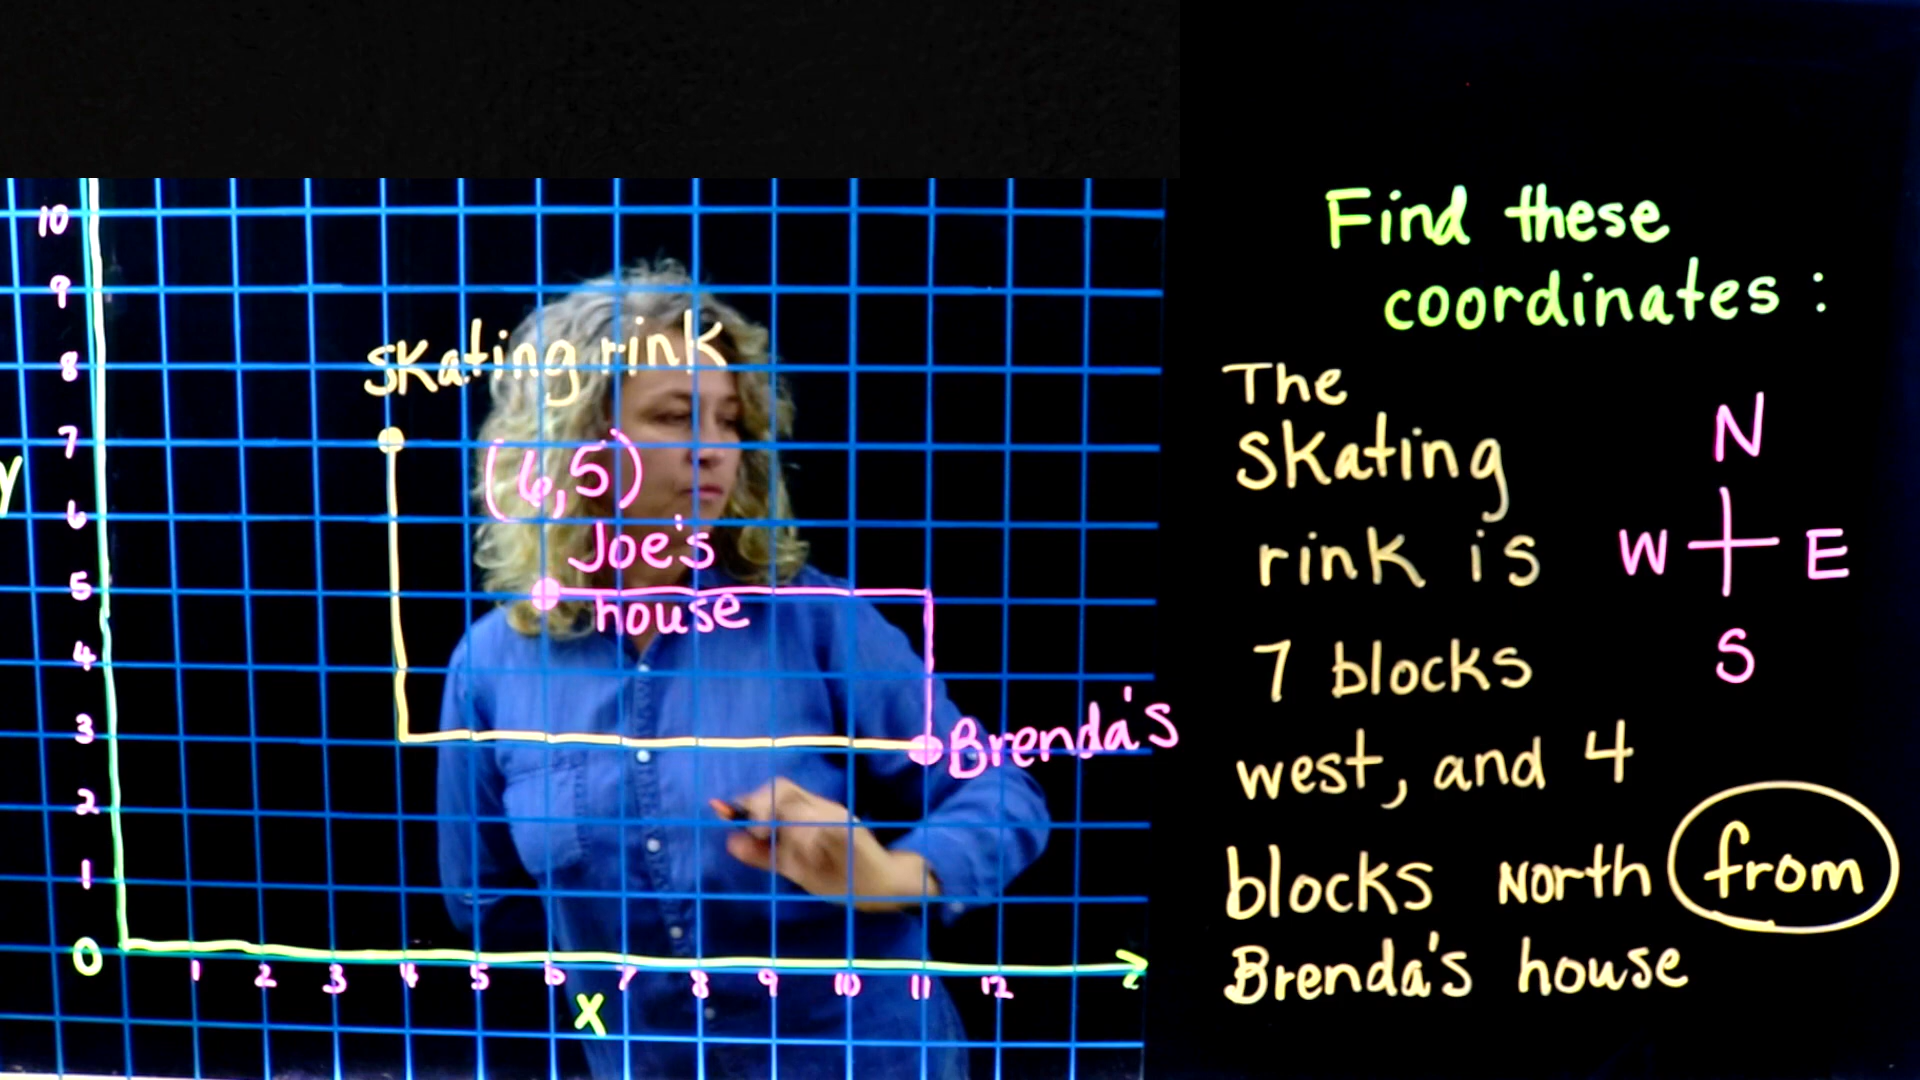 10
9
8
7
6
5
4
3
2
1
0
y
Skating rink
(6,5)
Joe's
house
Brenda's
1 2 3 4 5 6 7 8 9 10 11 12
x
Find these
coordinates :
The
Skating
rink is
7 blocks
west, and 4
blocks North from
Brenda's house
N
W E
S